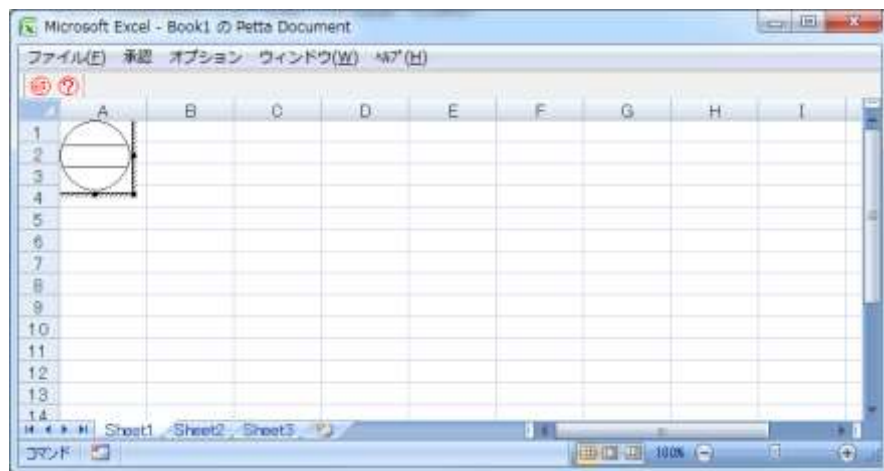 Microsoft Excel - Book1 の Petta Document
ファイル(F) 承認 オプション ウィンドウ(W) ﾍﾙﾌﾟ(H)
A B C D E F G H I
1
2
3
4
5
6
7
8
9
10
11
12
13
14
Sheet1 Sheet2 Sheet3
コマンド 100%